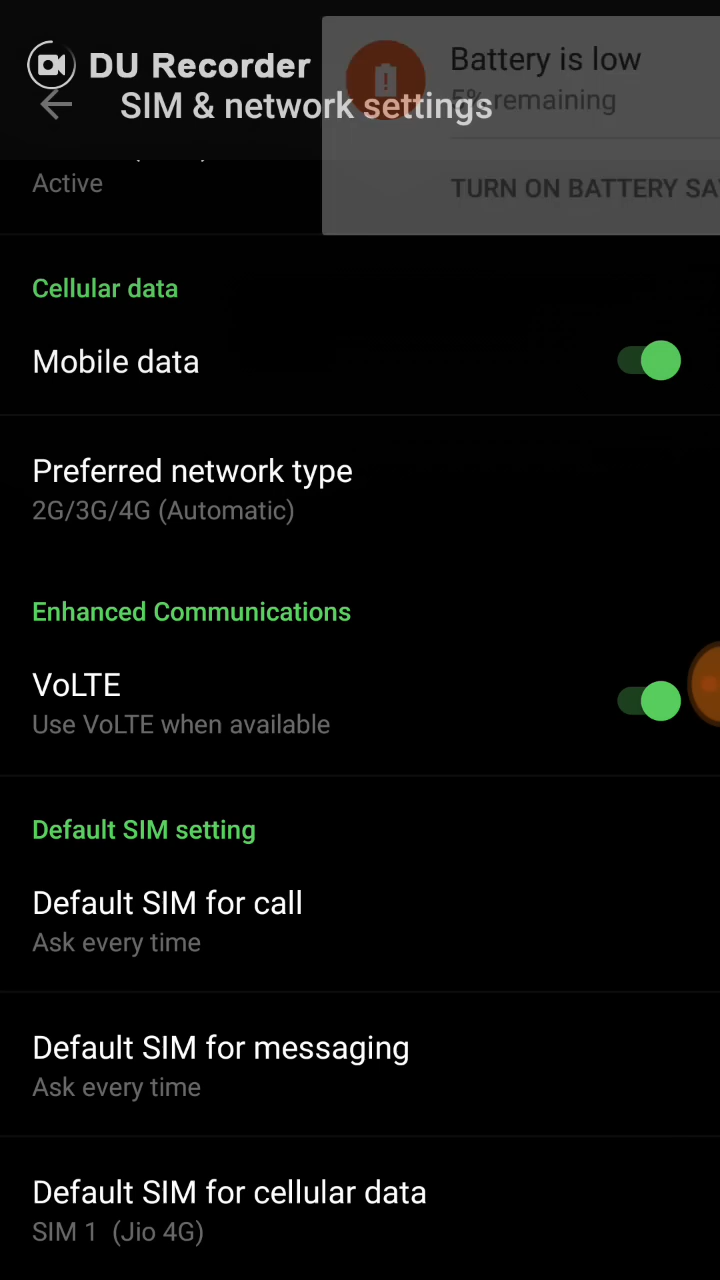 DU Recorder
Battery is low
5% remaining
SIM & network settings
TURN ON BATTERY SA
Active
Cellular data
Mobile data
Preferred network type
2G/3G/4G (Automatic)
Enhanced Communications
VoLTE
Use VoLTE when available
Default SIM setting
Default SIM for call
Ask every time
Default SIM for messaging
Ask every time
Default SIM for cellular data
SIM 1 (Jio 4G)